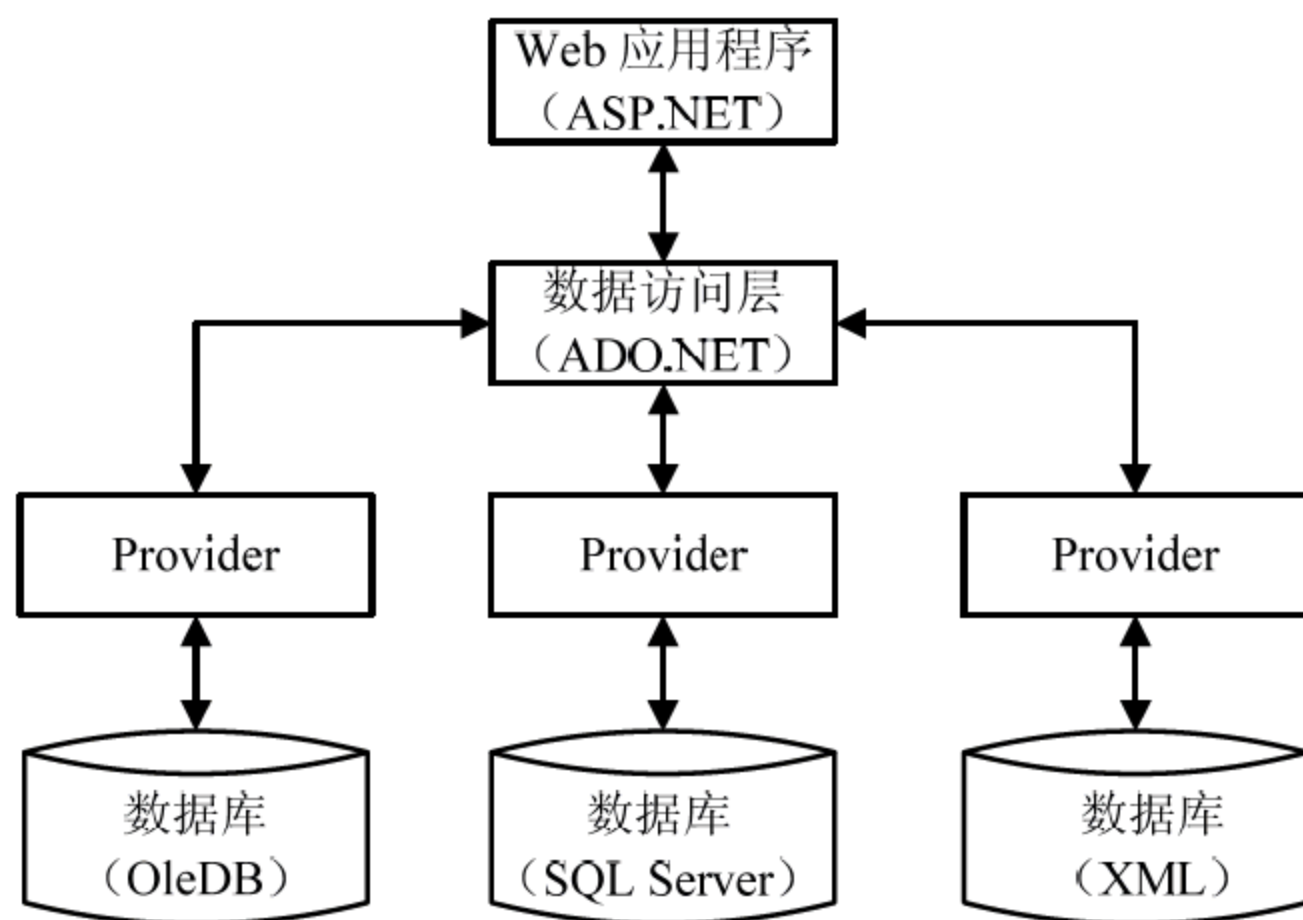 Web 应用程序
（ASP.NET）
数据访问层
（ADO.NET）
Provider
Provider
Provider
数据库
（OleDB）
数据库
（SQL Server）
数据库
（XML）